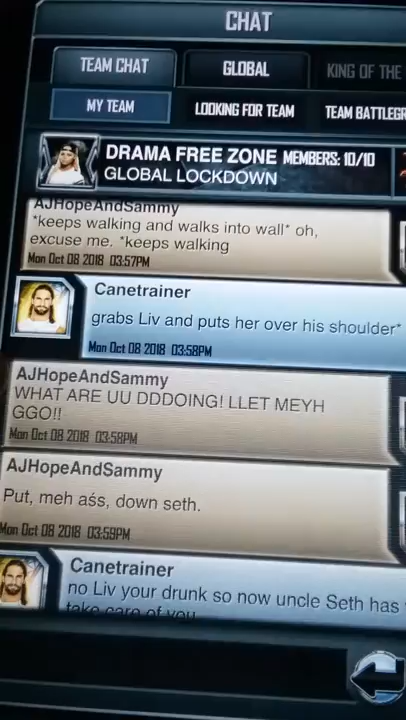 CHAT
TEAM CHAT
GLOBAL
KING OF THE
MY TEAM
LOOKING FOR TEAM
TEAM BATTLEGR
DRAMA FREE ZONE MEMBERS: 10/10
GLOBAL LOCKDOWN
AJHopeAndSammy
*keeps walking and walks into wall* oh,
excuse me. *keeps walking
Mon Oct 08 2018 03:57PM
Canetrainer
grabs Liv and puts her over his shoulder*
Mon Oct 08 2018 03:58PM
AJHopeAndSammy
WHAT ARE UU DDDOING! LLET MEYH
GGO!!
Mon Oct 08 2018 03:58PM
AJHopeAndSammy
Put, meh aśs, down seth.
Mon Oct 08 2018 03:59PM
Canetrainer
no Liv your drunk so now uncle Seth has
take care of you